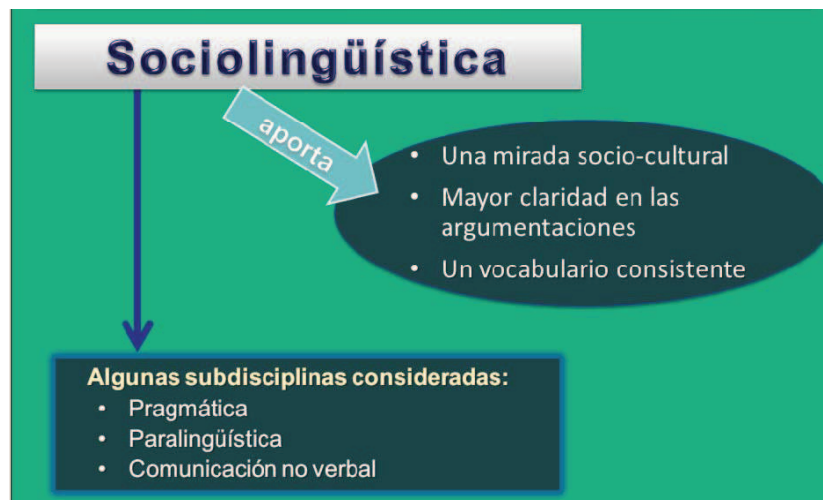 Sociolingüística
aporta
• Una mirada socio-cultural
• Mayor claridad en las
argumentaciones
• Un vocabulario consistente
Algunas subdisciplinas consideradas:
• Pragmática
• Paralingüística
• Comunicación no verbal